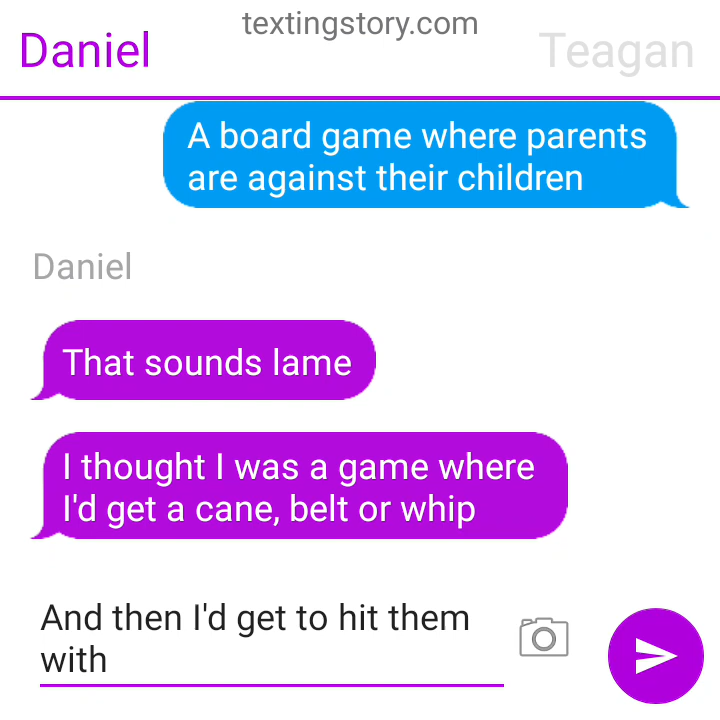 textingstory.com
Daniel
Teagan
A board game where parents
are against their children
Daniel
That sounds lame
I thought I was a game where
I'd get a cane, belt or whip
And then I'd get to hit them
with